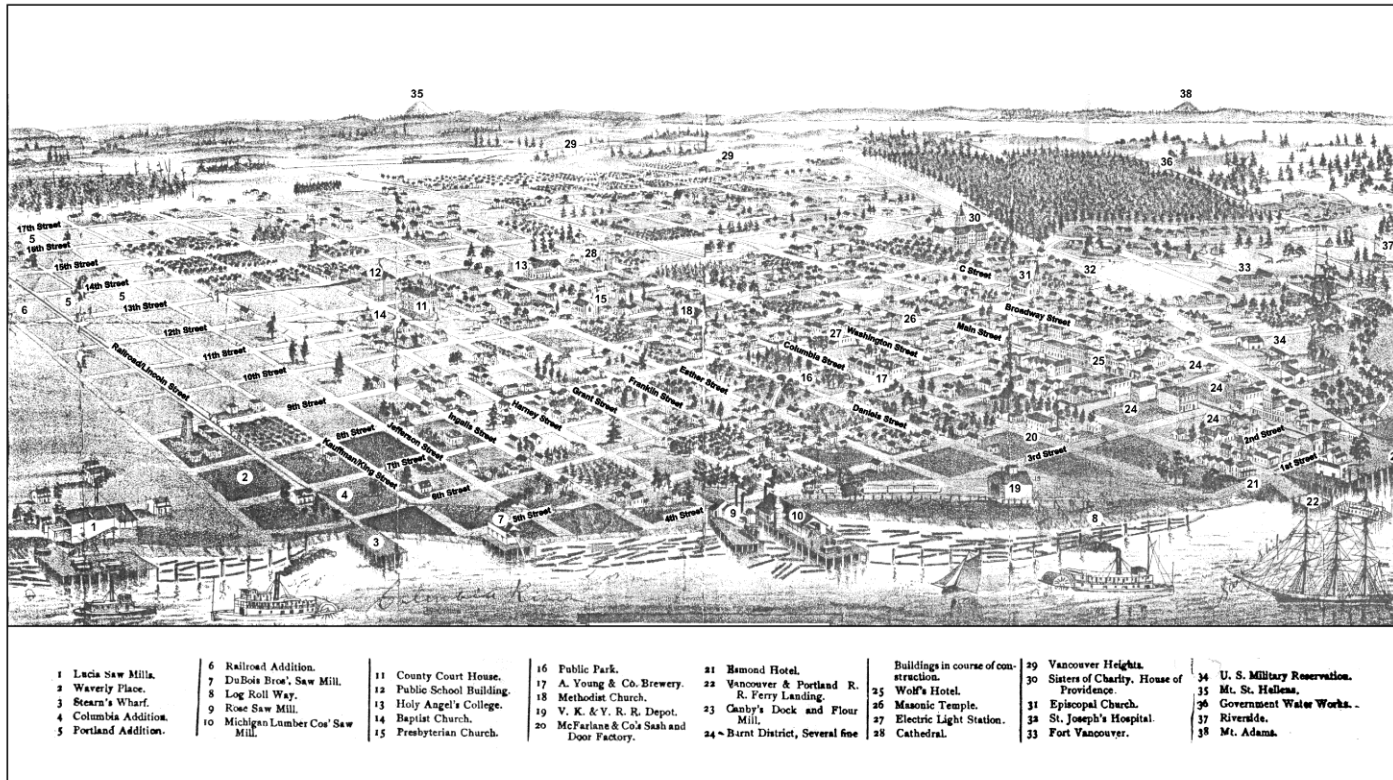 35
38
29
29
36
30
17th Street
5
16th Street
37
28
15th Street
13
12
C Street
31
32
33
14th Street
5
5
13th Street
6
11
15
14
18
Broadway Street
26
Main Street
12th Street
27
Washington Street
34
Railroad/Lincoln Street
11th Street
Columbia Street
25
24
10th Street
Esther Street
16
17
24
Franklin Street
Grant Street
9th Street
Harney Street
Daniels Street
24
24
Ingalls Street
Jefferson Street
8th Street
20
2nd Street
Kauffman/King Street
7th Street
3rd Street
1st Street
2
4
6th Street
19
21
22
1
7
5th Street
4th Street
9
10
8
3
Columbia River
1 Lucia Saw Mills.
2 Waverly Place.
3 Stearn's Wharf.
4 Columbia Addition.
5 Portland Addition.
6 Railroad Addition.
7 DuBois Bros', Saw Mill.
8 Log Roll Way.
9 Rose Saw Mill.
10 Michigan Lumber Cos' Saw
Mill.
11 County Court House.
12 Public School Building.
13 Holy Angel's College.
14 Baptist Church.
15 Presbyterian Church.
16 Public Park.
17 A. Young & Co. Brewery.
18 Methodist Church.
19 V. K. & Y. R. R. Depot.
20 McFarlane & Co's Sash and
Door Factory.
21 Esmond Hotel.
22 Vancouver & Portland R.
R. Ferry Landing.
23 Canby's Dock and Flour
Mill.
24 - Burnt District, Several fine
Buildings in course of con-
struction.
25 Wolf's Hotel.
26 Masonic Temple.
27 Electric Light Station.
28 Cathedral.
29 Vancouver Heights.
30 Sisters of Charity, House of
Providence.
31 Episcopal Church.
32 St. Joseph's Hospital.
33 Fort Vancouver.
34 U. S. Military Reservation.
35 Mt. St. Hellens.
36 Government Water Works.
37 Riverside.
38 Mt. Adams.